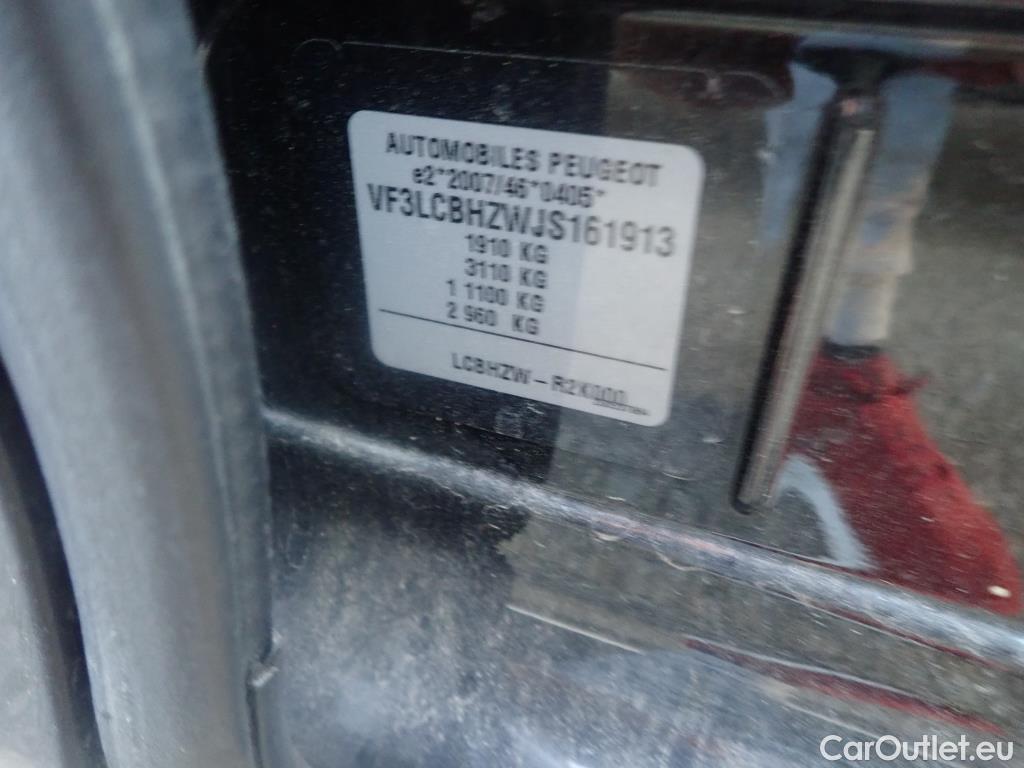 AUTOMOBILES PEUGEOT
e2*2007/46*0405*
VF3LCBHZWJS161913
1910 KG
3110 KG
1 1100 KG
2 960 KG
LCBHZW-R2K000
CarOutlet.eu